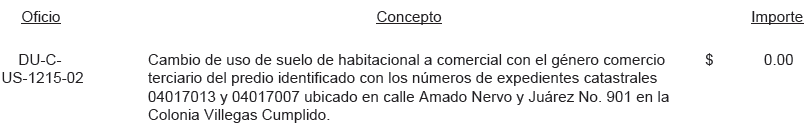 Oficio Concepto Importe
DU-C- Cambio de uso de suelo de habitacional a comercial con el género comercio $ 0.00
US-1215-02 terciario del predio identificado con los números de expedientes catastrales
04017013 y 04017007 ubicado en calle Amado Nervo y Juárez No. 901 en la
Colonia Villegas Cumplido.